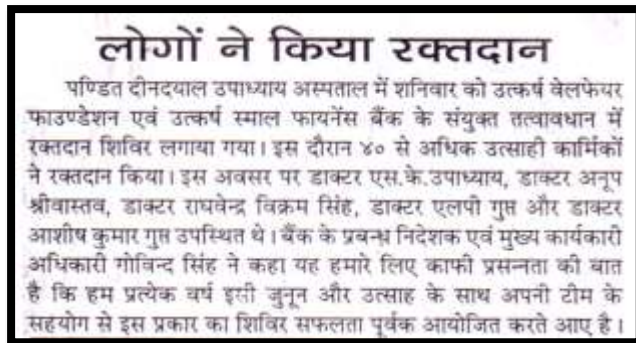 लोगों ने किया रक्तदान
पण्डित दीनदयाल उपाध्याय अस्पताल में शनिवार को उत्कर्ष वेलफेयर
फाउण्डेशन एवं उत्कर्ष स्माल फायनेंस बैंक के संयुक्त तत्वावधान में
रक्तदान शिविर लगाया गया। इस दौरान ४० से अधिक उत्साही कार्मिकों
ने रक्तदान किया। इस अवसर पर डाक्टर एस.के.उपाध्याय, डाक्टर अनूप
श्रीवास्तव, डाक्टर राघवेन्द्र विक्रम सिंह, डाक्टर एलपी गुप्त और डाक्टर
आशीष कुमार गुप्त उपस्थित थे। बैंक के प्रबन्ध निदेशक एवं मुख्य कार्यकारी
अधिकारी गोविन्द सिंह ने कहा यह हमारे लिए काफी प्रसन्नता की बात
है कि हम प्रत्येक वर्ष इसी जुनून और उत्साह के साथ अपनी टीम के
सहयोग से इस प्रकार का शिविर सफलता पूर्वक आयोजित करते आए है।